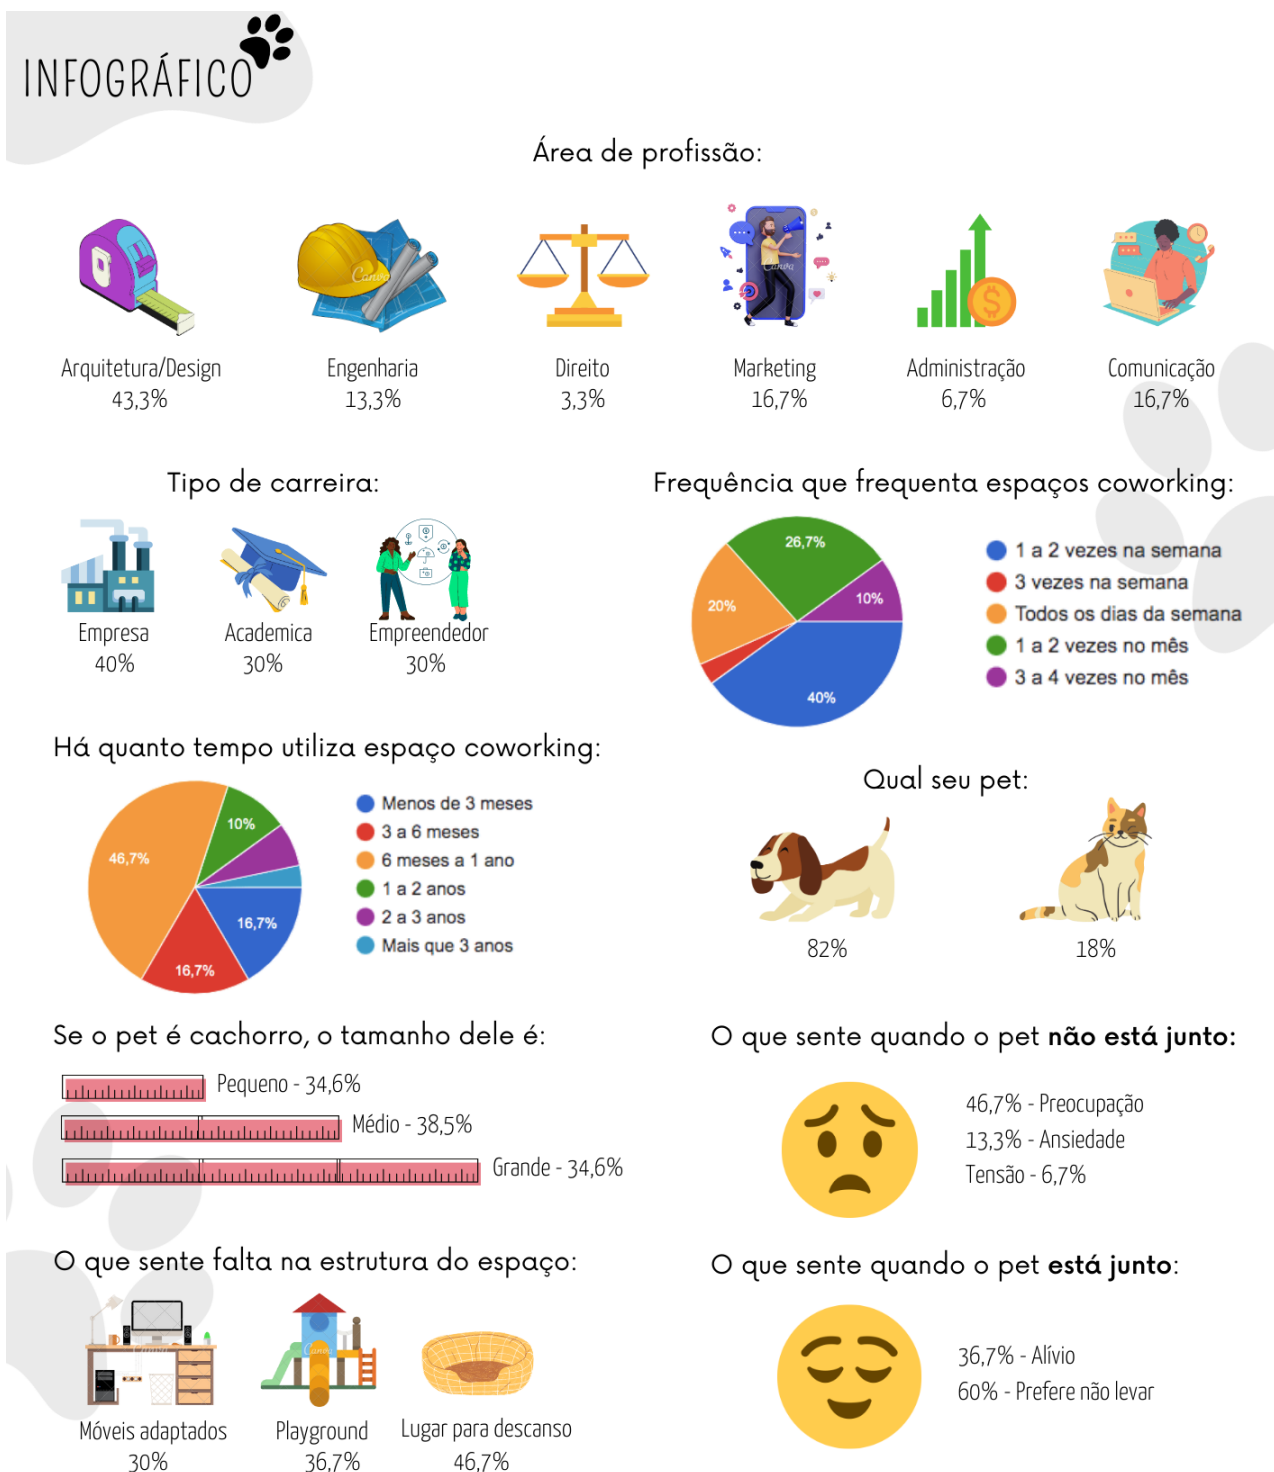 INFOGRÁFICO
Área de profissão:
Canva
Canva
Arquitetura/Design
43,3%
Engenharia
13,3%
Direito
3,3%
Marketing
16,7%
Administração
6,7%
Comunicação
16,7%
Tipo de carreira:
Empresa
40%
Academica
30%
Empreendedor
30%
Frequência que frequenta espaços coworking:
26,7%
20%
10%
40%
1 a 2 vezes na semana
3 vezes na semana
Todos os dias da semana
1 a 2 vezes no mês
3 a 4 vezes no mês
Há quanto tempo utiliza espaço coworking:
10%
46,7%
16,7%
16,7%
Menos de 3 meses
3 a 6 meses
6 meses a 1 ano
1 a 2 anos
2 a 3 anos
Mais que 3 anos
Qual seu pet:
82%
18%
Se o pet é cachorro, o tamanho dele é:
Pequeno - 34,6%
Médio - 38,5%
Grande - 34,6%
O que sente quando o pet não está junto:
46,7% - Preocupação
13,3% - Ansiedade
Tensão - 6,7%
O que sente falta na estrutura do espaço:
Canva
Canva
Móveis adaptados
30%
Playground
36,7%
Lugar para descanso
46,7%
O que sente quando o pet está junto:
36,7% - Alívio
60% - Prefere não levar